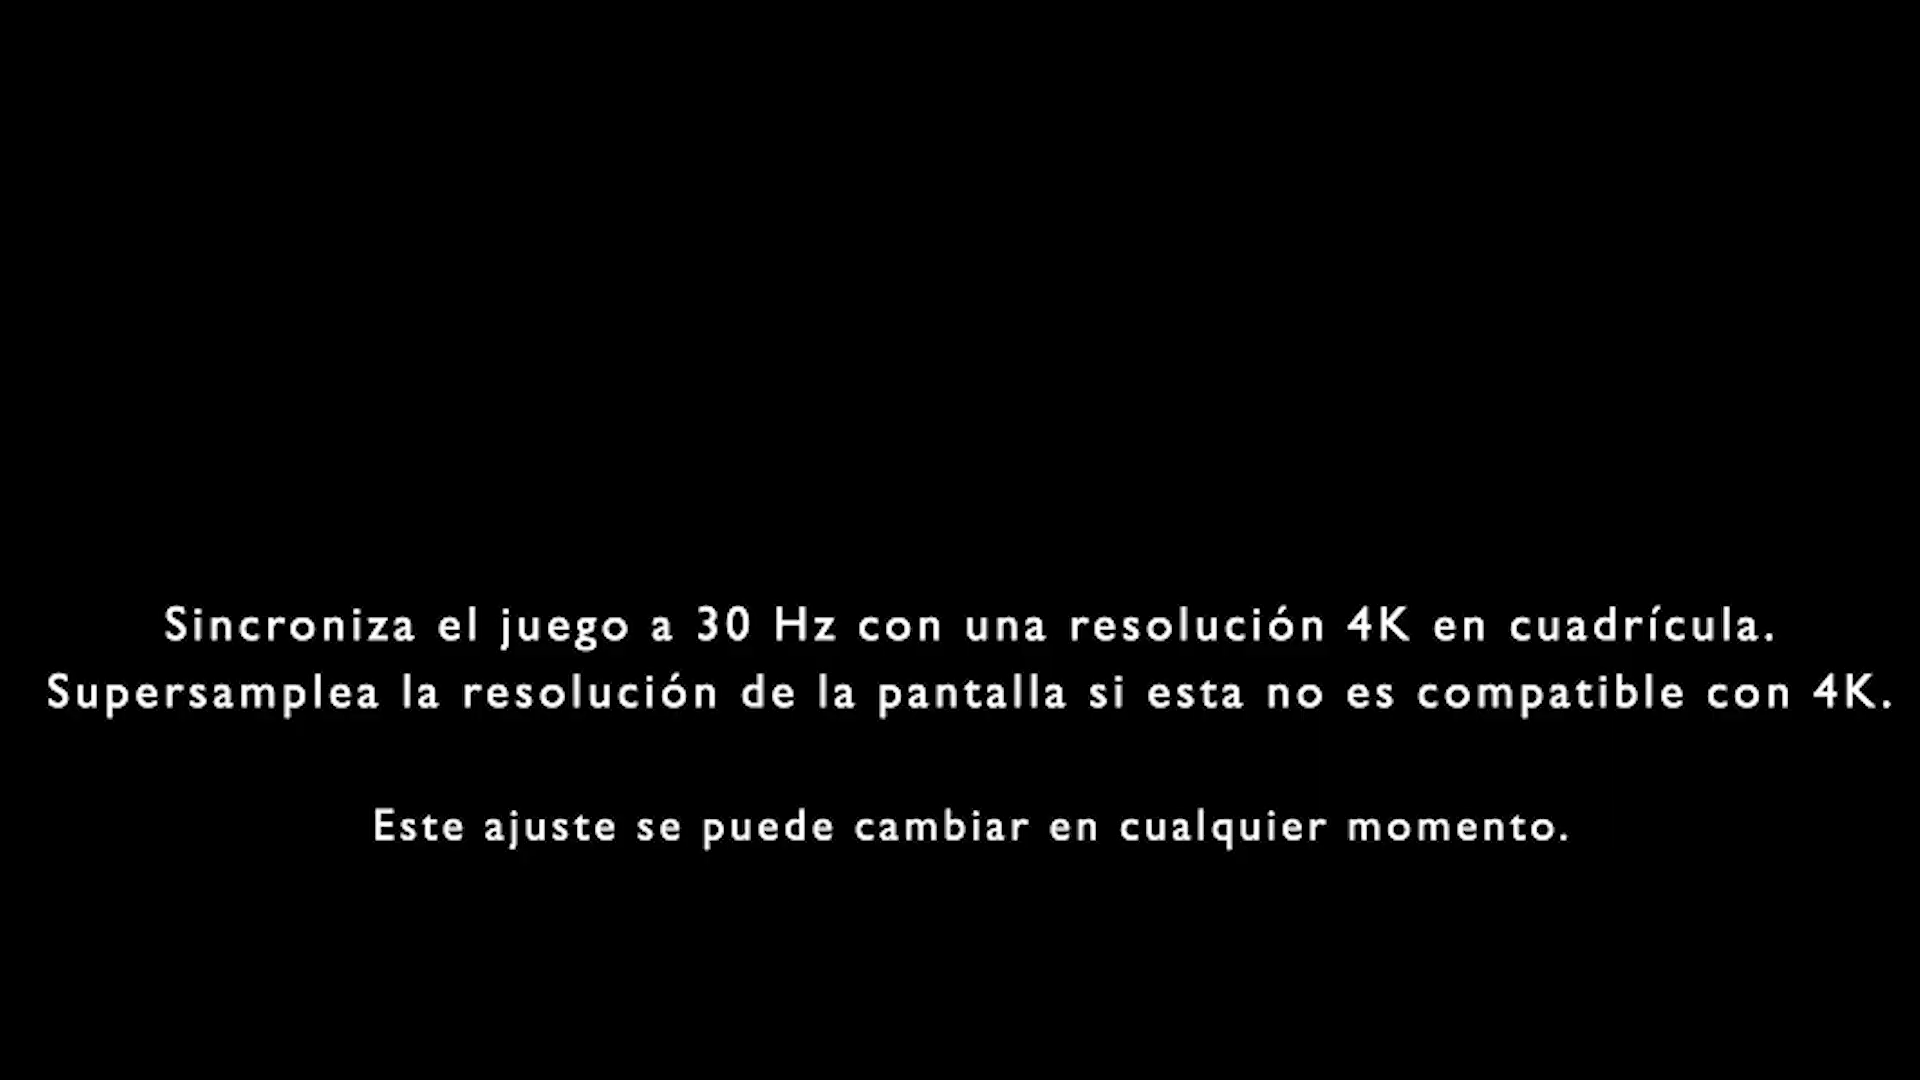 Sincroniza el juego a 30 Hz con una resolución 4K en cuadrícula.
Supersamplea la resolución de la pantalla si esta no es compatible con 4K.
Este ajuste se puede cambiar en cualquier momento.